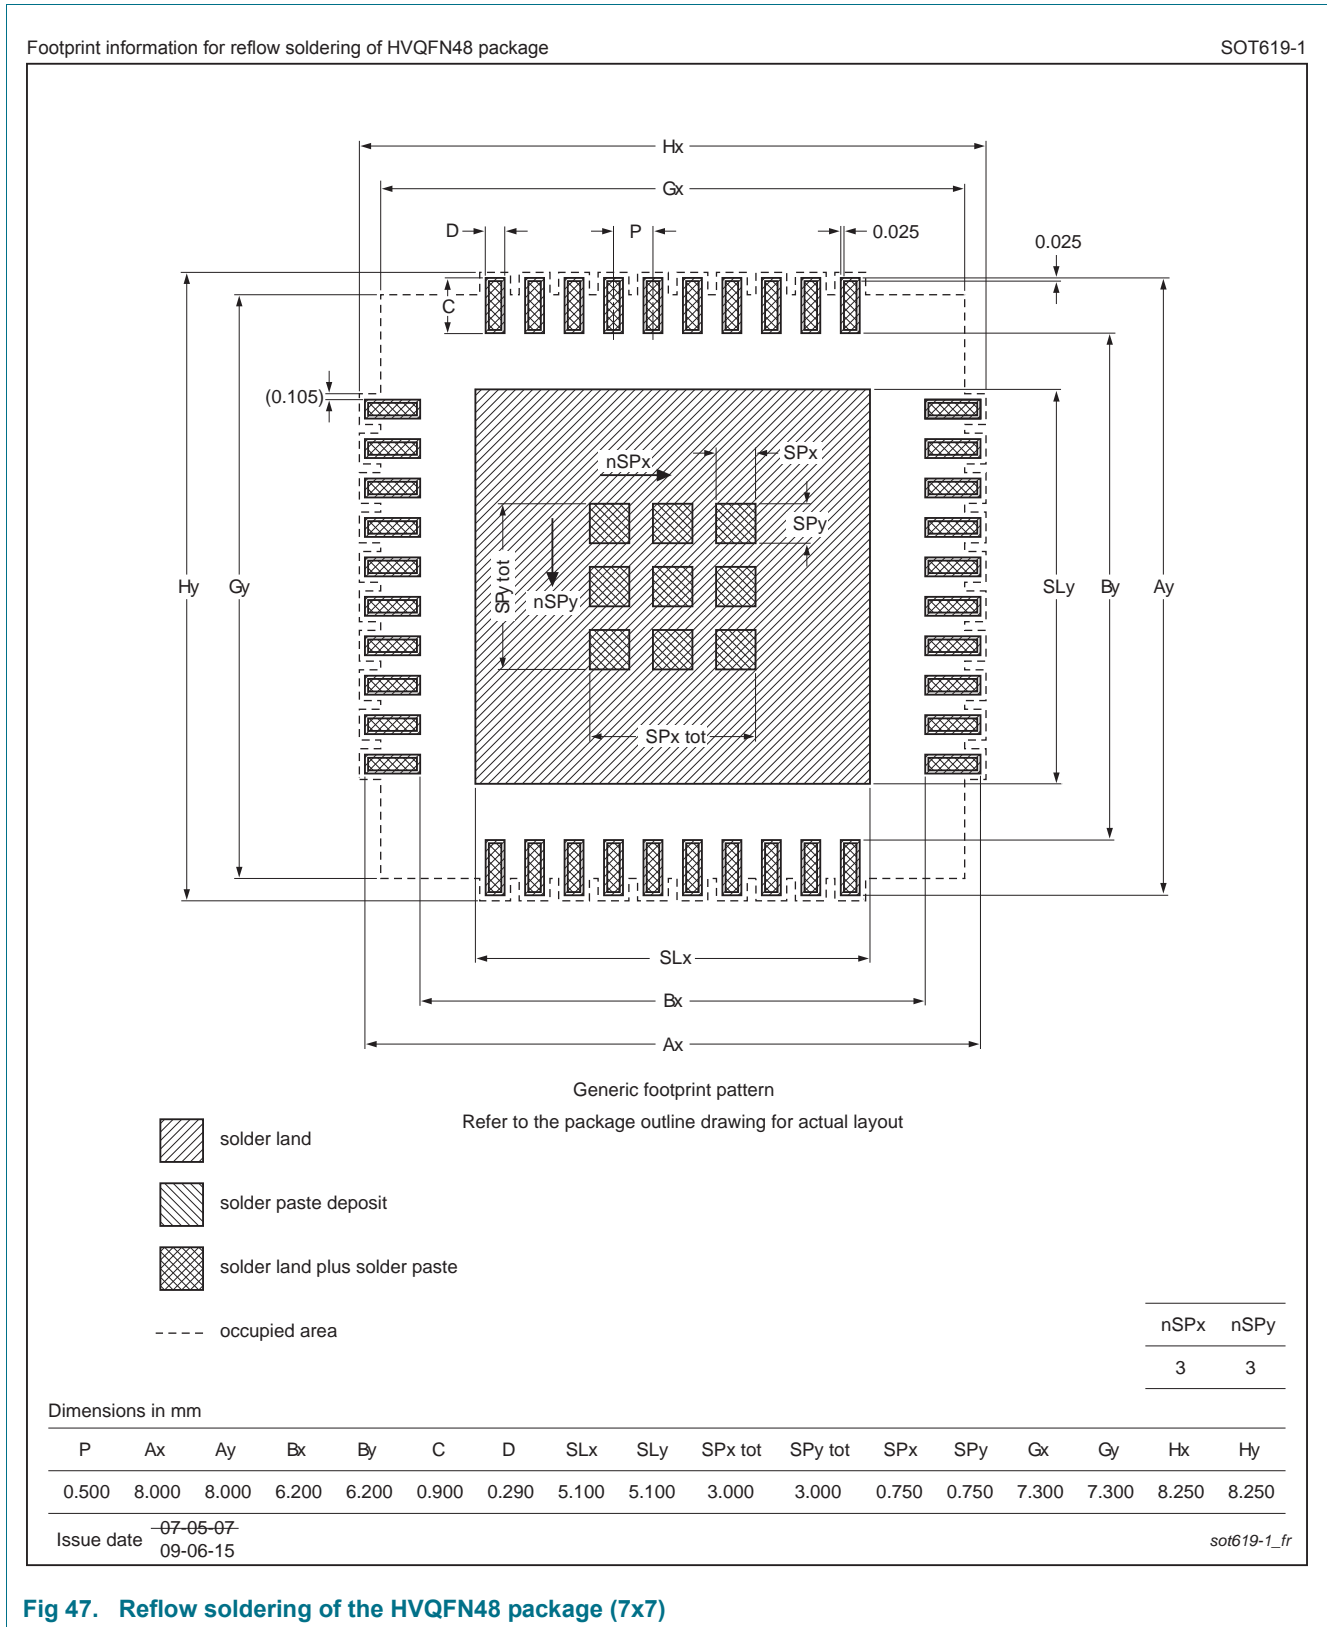 Footprint information for reflow soldering of HVQFN48 package SOT619-1
Hx
Gx
D P 0.025
0.025
C
(0.105)
nSPx SPx
SPy
SPy tot
nSPy
Hy Gy SLy By Ay
SPx tot
SLx
Bx
Ax
Generic footprint pattern
Refer to the package outline drawing for actual layout
solder land
solder paste deposit
solder land plus solder paste
occupied area
nSPx nSPy
3 3
Dimensions in mm
P Ax Ay Bx By C D SLx SLy SPx tot SPy tot SPx SPy Gx Gy Hx Hy
0.500 8.000 8.000 6.200 6.200 0.900 0.290 5.100 5.100 3.000 3.000 0.750 0.750 7.300 7.300 8.250 8.250
Issue date 07-05-07
09-06-15
sot619-1_fr
Fig 47. Reflow soldering of the HVQFN48 package (7x7)